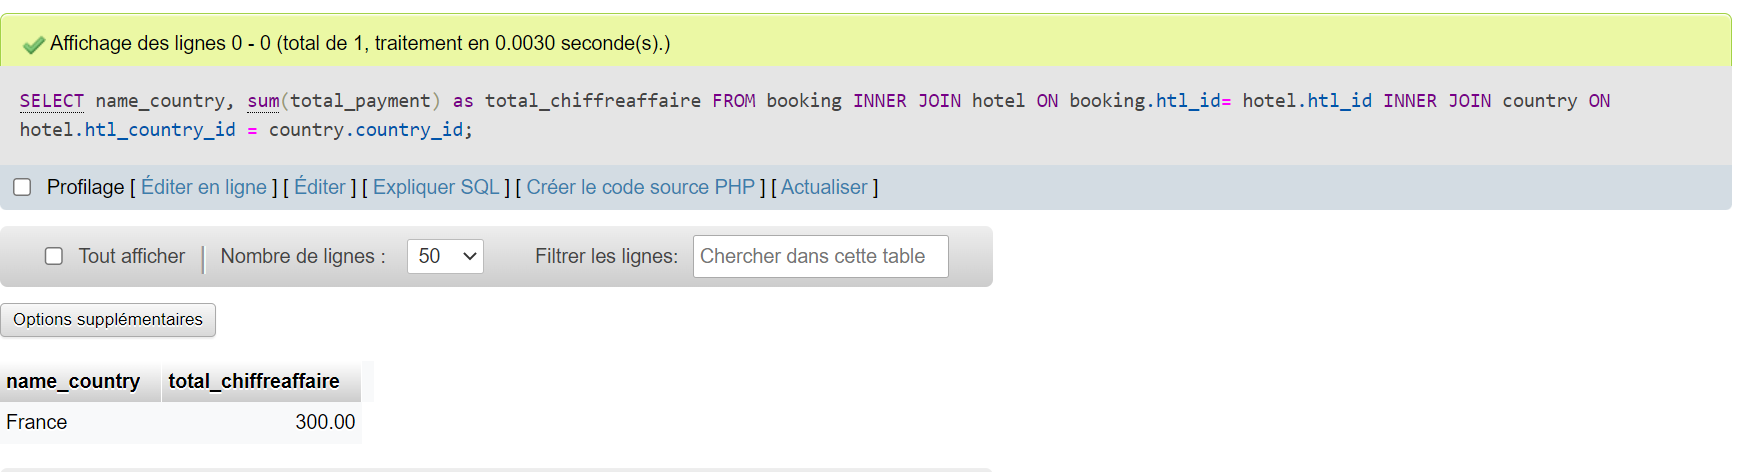 Affichage des lignes 0 - 0 (total de 1, traitement en 0.0030 seconde(s).)
SELECT name_country, sum(total_payment) as total_chiffreaffaire FROM booking INNER JOIN hotel ON booking.htl_id= hotel.htl_id INNER JOIN country ON
hotel.htl_country_id = country.country_id;
Profilage [ Éditer en ligne ] [ Éditer ] [ Expliquer SQL ] [ Créer le code source PHP ] [ Actualiser ]
Tout afficher Nombre de lignes : 50 Filtrer les lignes: Chercher dans cette table
Options supplémentaires
name_country total_chiffreaffaire
France 300.00